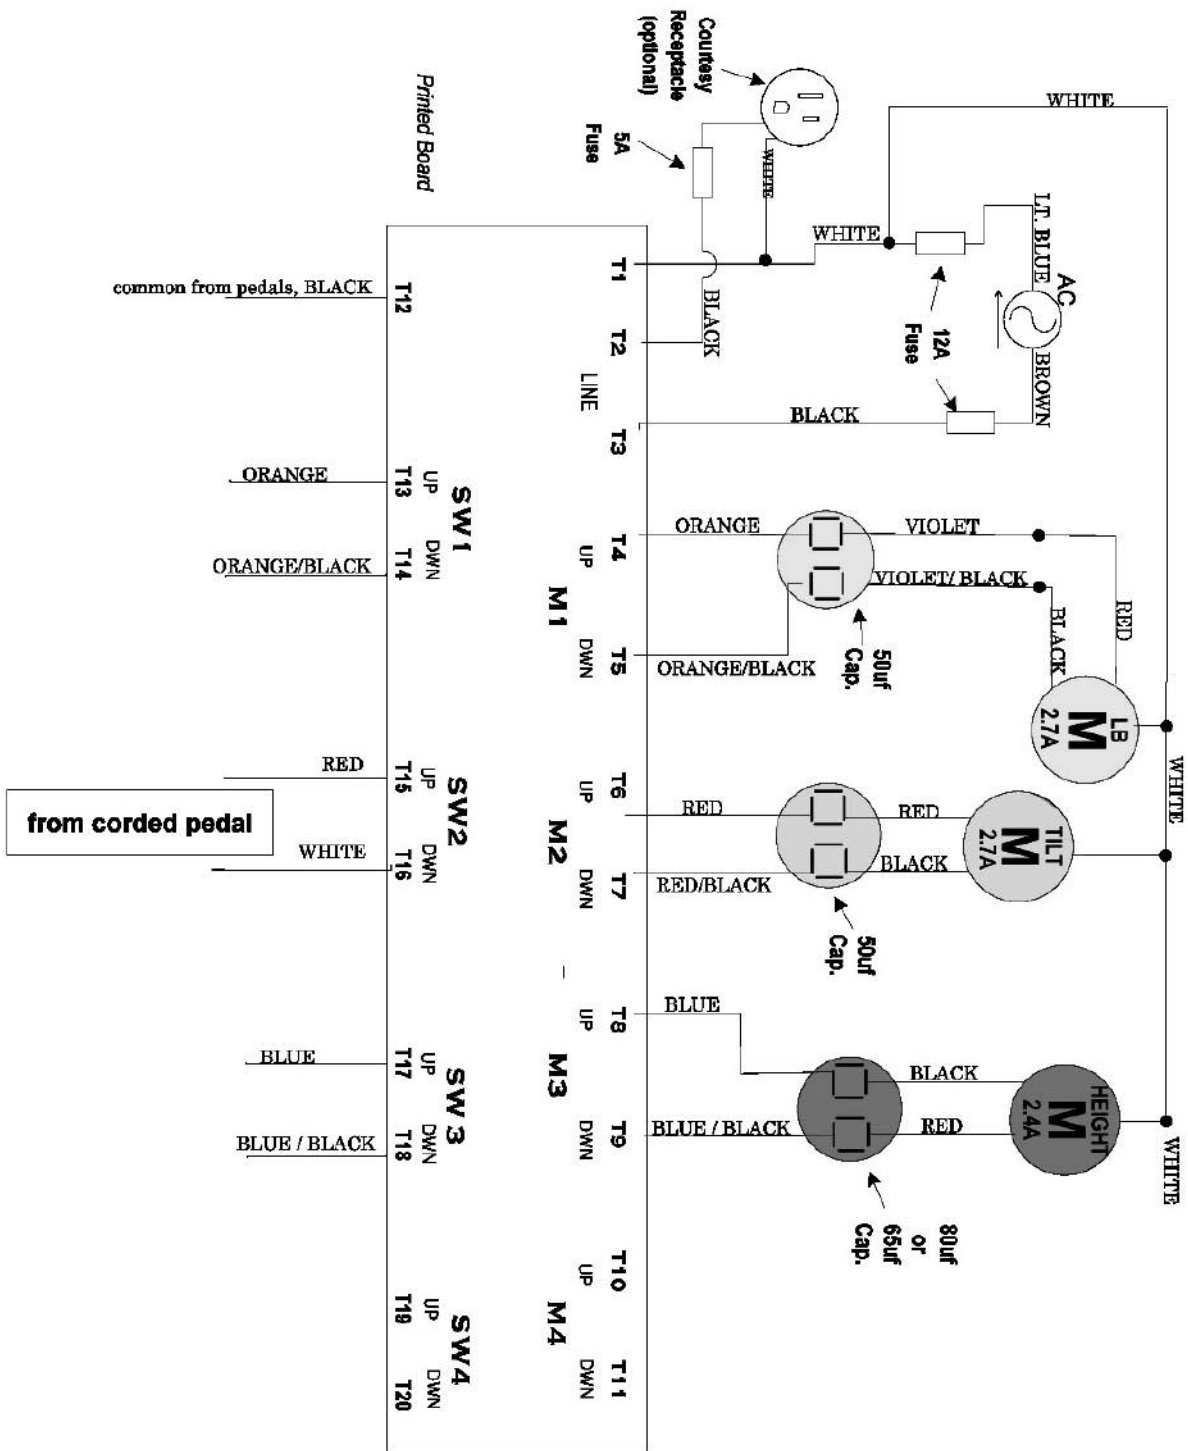 Courtesy
Receptacle
(optional)
5A
Fuse
WHITE
BLACK
WHITE
WHITE
LT. BLUE
AC
BROWN
12A
Fuse
BLACK
Printed Board
T1
T2
LINE
T3
T4
UP
M1
DWN
T5
T6
UP
M2
DWN
T7
–
T8
UP
M3
DWN
T9
T10
UP
M4
DWN
T11
common from pedals, BLACK
T12
ORANGE
T13
UP
SW1
ORANGE/BLACK
T14
DWN
RED
T15
UP
SW2
from corded pedal
WHITE
T16
DWN
BLUE
T17
UP
SW 3
BLUE / BLACK
T18
DWN
T19
UP
SW4
T20
DWN
ORANGE
VIOLET
VIOLET/ BLACK
RED
BLACK
ORANGE/BLACK
50uf
Cap.
LB
M
2.7A
WHITE
RED
RED
RED/BLACK
BLACK
50uf
Cap.
TILT
M
2.7A
BLUE
BLACK
BLUE / BLACK
RED
HEIGHT
M
2.4A
WHITE
80uf
or
65uf
Cap.